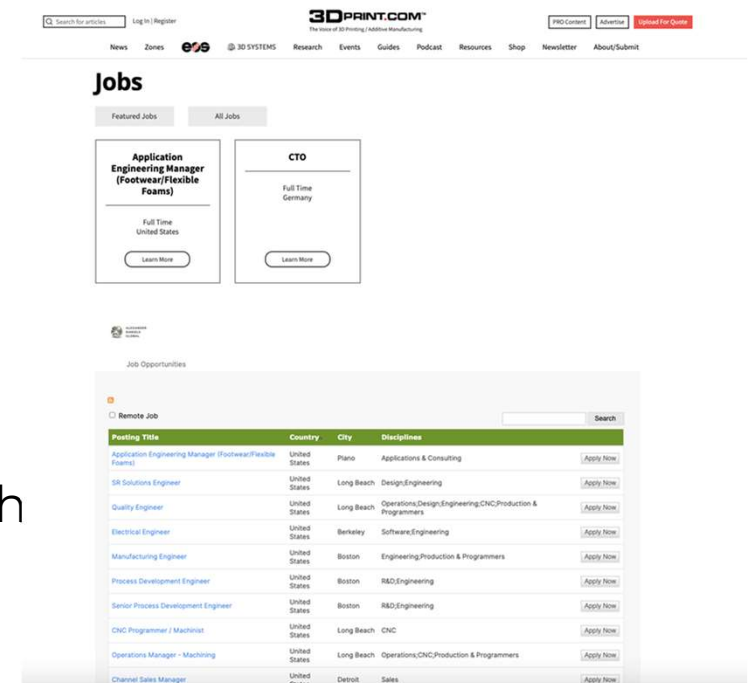 Search for articles
Log In | Register
3DPRINT.COM™
The Voice of 3D Printing / Additive Manufacturing
PRO Content
Advertise
Upload For Quote
News Zones eos 3D SYSTEMS Research Events Guides Podcast Resources Shop Newsletter About/Submit
Jobs
Featured Jobs
All Jobs
Application
Engineering Manager
(Footwear/Flexible
Foams)
Full Time
United States
Learn More
CTO
Full Time
Germany
Learn More
ALEXANDER
DANIELS
GLOBAL
Job Opportunities
Remote Job
Search
h
Posting Title Country City Disciplines
Application Engineering Manager (Footwear/Flexible
Foams) United
States Plano Applications & Consulting Apply Now
SR Solutions Engineer United
States Long Beach Design;Engineering Apply Now
Quality Engineer United
States Long Beach Operations;Design;Engineering;CNC;Production &
Programmers Apply Now
Electrical Engineer United
States Berkeley Software;Engineering Apply Now
Manufacturing Engineer United
States Boston Engineering;Production & Programmers Apply Now
Process Development Engineer United
States Boston R&D;Engineering Apply Now
Senior Process Development Engineer United
States Boston R&D;Engineering Apply Now
CNC Programmer / Machinist United
States Long Beach CNC Apply Now
Operations Manager - Machining United
States Long Beach Operations;CNC;Production & Programmers Apply Now
Channel Sales Manager United
States Detroit Sales Apply Now